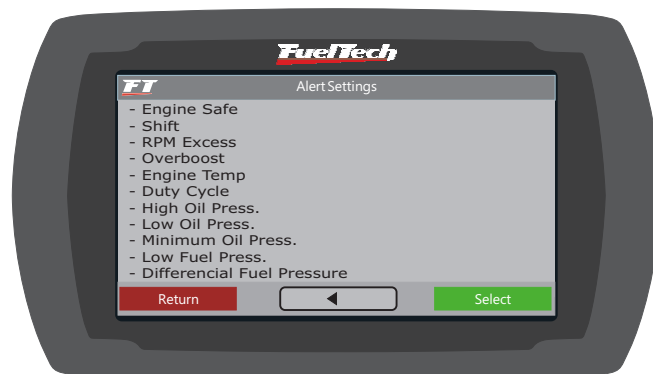 FuelTech
FT
Alert Settings
- Engine Safe
- Shift
- RPM Excess
- Overboost
- Engine Temp
- Duty Cycle
- High Oil Press.
- Low Oil Press.
- Minimum Oil Press.
- Low Fuel Press.
- Differencial Fuel Pressure
Return
Select